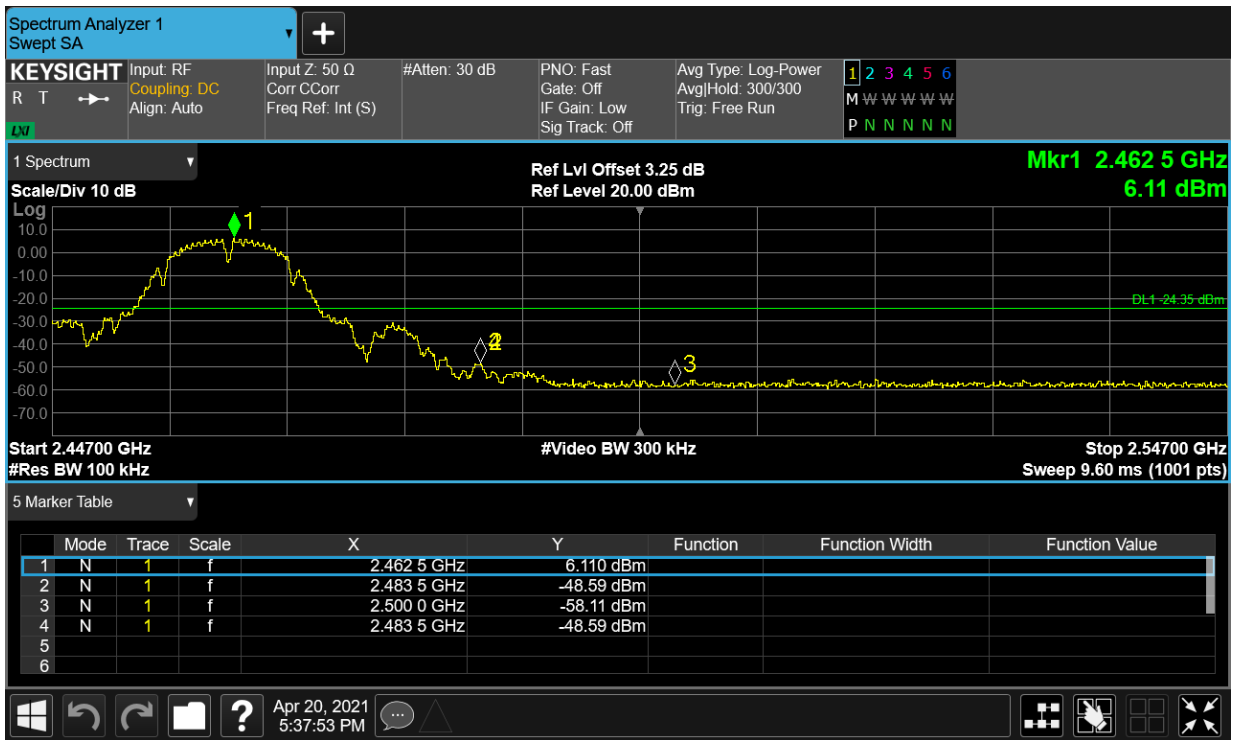 Spectrum Analyzer 1
Swept SA
+
KEYSIGHT
R T
LXI
Input: RF
Coupling: DC
Align: Auto
Input Z: 50 Ω
Corr CCorr
Freq Ref: Int (S)
#Atten: 30 dB
PNO: Fast
Gate: Off
IF Gain: Low
Sig Track: Off
Avg Type: Log-Power
Avg|Hold: 300/300
Trig: Free Run
1 2 3 4 5 6
M W W W W W
P N N N N N
1 Spectrum
Scale/Div 10 dB
Log
Ref Lvl Offset 3.25 dB
Ref Level 20.00 dBm
Mkr1 2.462 5 GHz
6.11 dBm
10.0
0.00
-10.0
-20.0
-30.0
-40.0
-50.0
-60.0
-70.0
1
2
3
DL1 -24.35 dBm
Start 2.44700 GHz
#Res BW 100 kHz
#Video BW 300 kHz
Stop 2.54700 GHz
Sweep 9.60 ms (1001 pts)
5 Marker Table
Mode Trace Scale X Y Function Function Width Function Value
1 N 1 f 2.462 5 GHz 6.110 dBm
2 N 1 f 2.483 5 GHz -48.59 dBm
3 N 1 f 2.500 0 GHz -58.11 dBm
4 N 1 f 2.483 5 GHz -48.59 dBm
5
6
?
Apr 20, 2021
5:37:53 PM